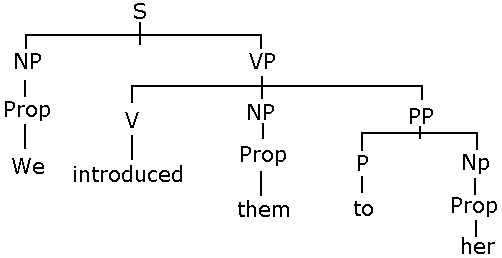 S
NP VP
Prop V NP PP
We introduced Prop P Np
them to Prop
her